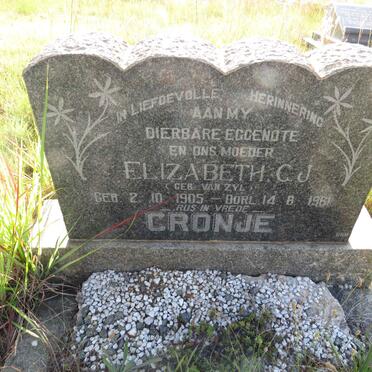 IN LIEFDEVOLLE HERINNERING
AAN MY
DIERBARE EGGENOTE
EN ONS MOEDER
ELIZABETH. C.J.
(GEB VAN ZYL)
GEB 2. 10. 1905 - OORL. 14. 8. 1981
RUS IN VREDE
CRONJE